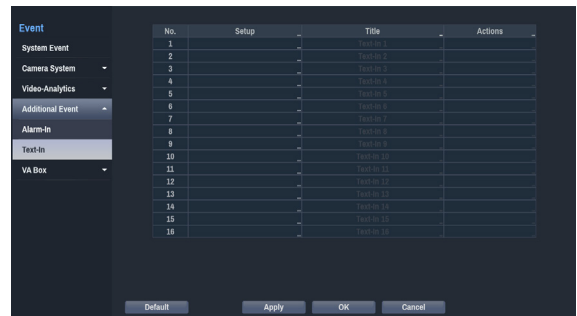 Event
System Event
Camera System
Video-Analytics
Additional Event
Alarm-In
Text-In
VA Box
No. Setup Title Actions
1 Text-In 1
2 Text-In 2
3 Text-In 3
4 Text-In 4
5 Text-In 5
6 Text-In 6
7 Text-In 7
8 Text-In 8
9 Text-In 9
10 Text-In 10
11 Text-In 11
12 Text-In 12
13 Text-In 13
14 Text-In 14
15 Text-In 15
16 Text-In 16
Default Apply OK Cancel